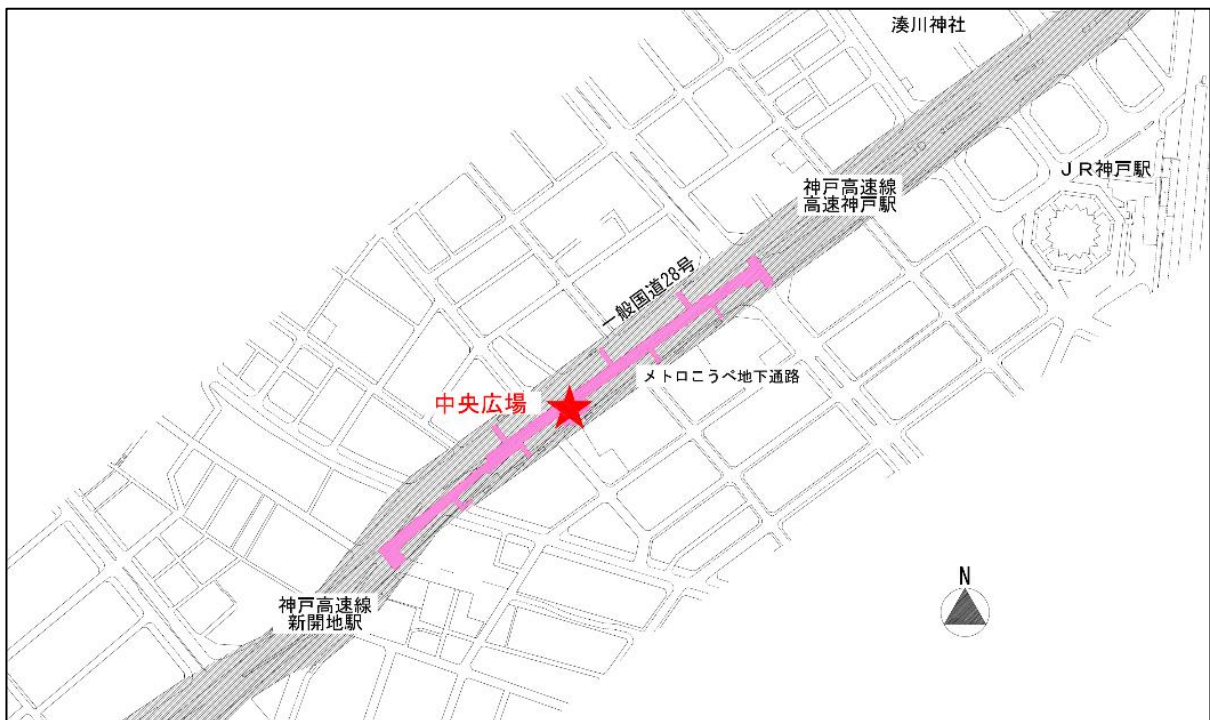 湊川神社
ＪＲ神戸駅
神戸高速線
高速神戸駅
一般国道28号
メトロこうべ地下通路
中央広場
N
神戸高速線
新開地駅